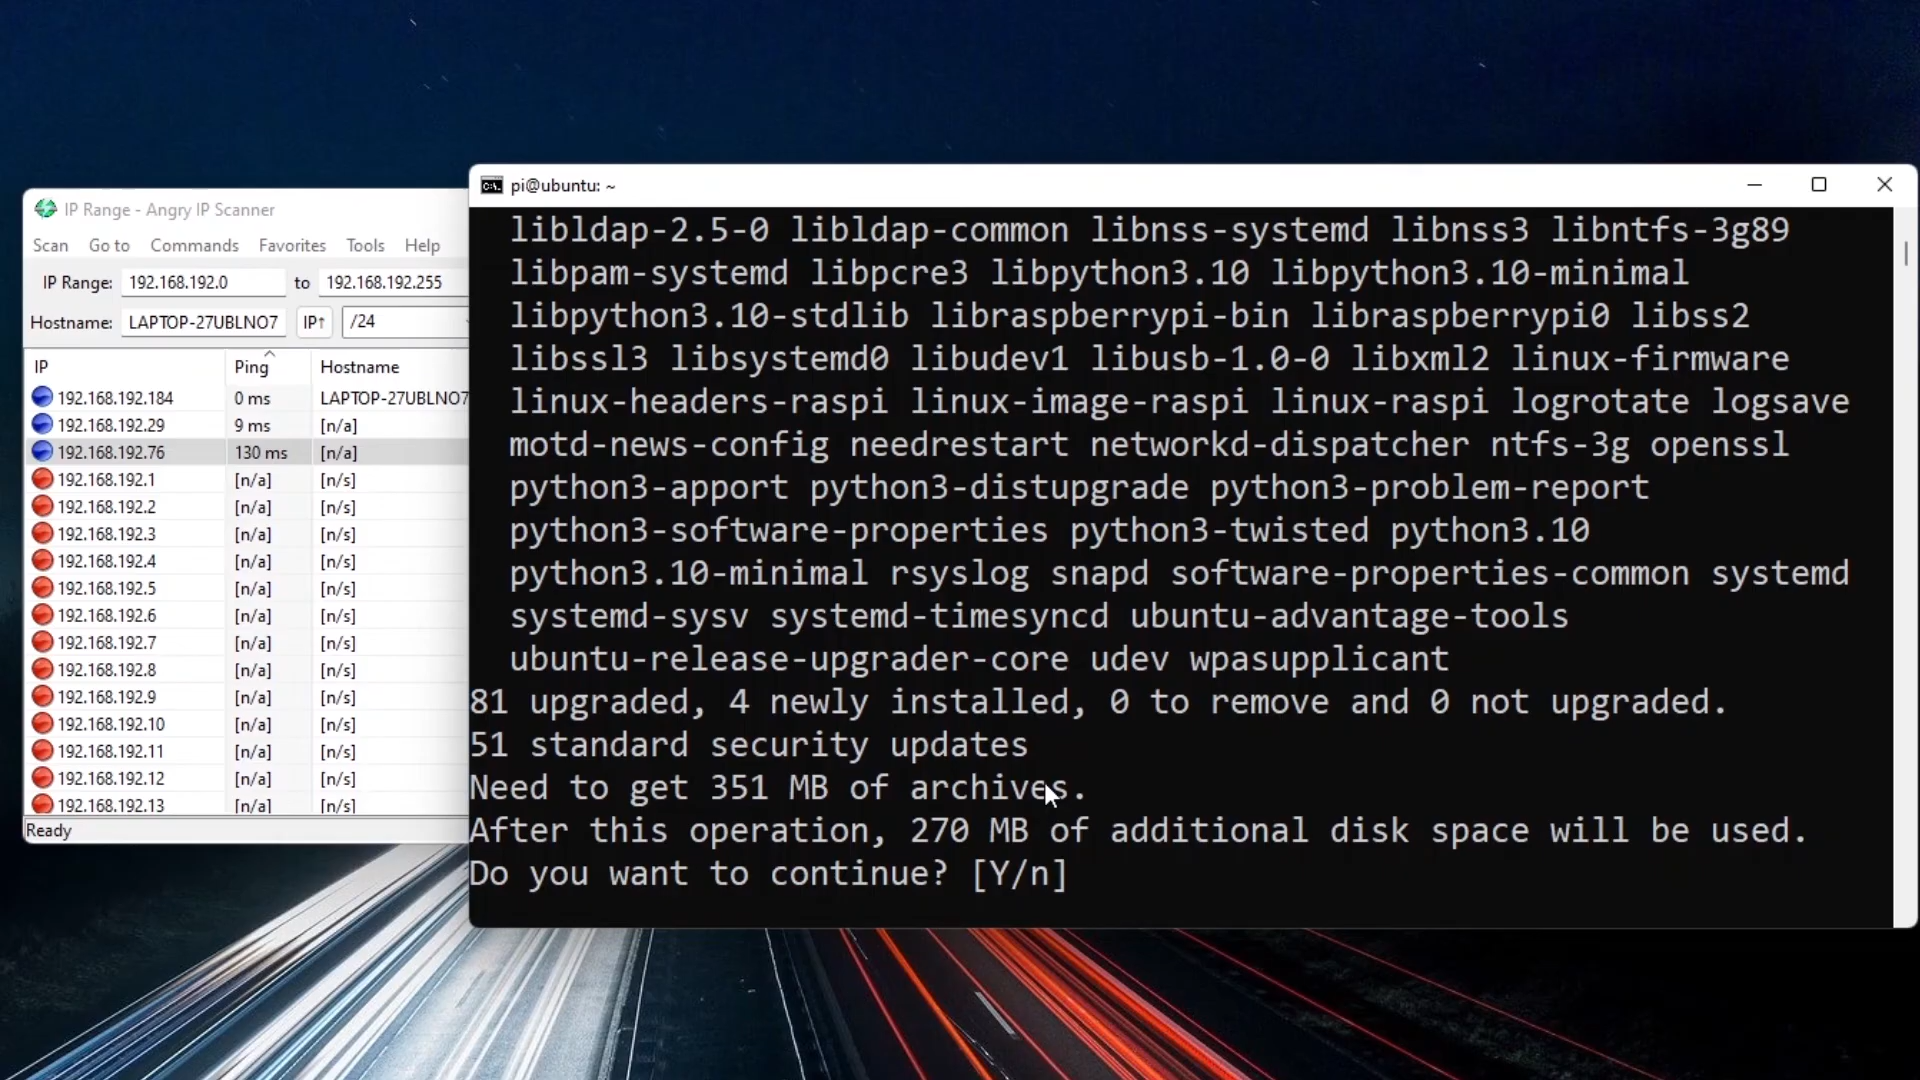 IP Range - Angry IP Scanner
Scan Go to Commands Favorites Tools Help
IP Range: 192.168.192.0 to 192.168.192.255
Hostname: LAPTOP-27UBLNO7 IP↑ /24
IP Ping Hostname
192.168.192.184 0 ms LAPTOP-27UBLNO7
192.168.192.29 9 ms [n/a]
192.168.192.76 130 ms [n/a]
192.168.192.1 [n/a] [n/s]
192.168.192.2 [n/a] [n/s]
192.168.192.3 [n/a] [n/s]
192.168.192.4 [n/a] [n/s]
192.168.192.5 [n/a] [n/s]
192.168.192.6 [n/a] [n/s]
192.168.192.7 [n/a] [n/s]
192.168.192.8 [n/a] [n/s]
192.168.192.9 [n/a] [n/s]
192.168.192.10 [n/a] [n/s]
192.168.192.11 [n/a] [n/s]
192.168.192.12 [n/a] [n/s]
192.168.192.13 [n/a] [n/s]
Ready
pi@ubuntu: ~
libldap-2.5-0 libldap-common libnss-systemd libnss3 libntfs-3g89
libpam-systemd libpcre3 libpython3.10 libpython3.10-minimal
libpython3.10-stdlib libraspberrypi-bin libraspberrypi0 libss2
libssl3 libsystemd0 libudev1 libusb-1.0-0 libxml2 linux-firmware
linux-headers-raspi linux-image-raspi linux-raspi logrotate logsave
motd-news-config needrestart networkd-dispatcher ntfs-3g openssl
python3-apport python3-distupgrade python3-problem-report
python3-software-properties python3-twisted python3.10
python3.10-minimal rsyslog snapd software-properties-common systemd
systemd-sysv systemd-timesyncd ubuntu-advantage-tools
ubuntu-release-upgrader-core udev wpasupplicant
81 upgraded, 4 newly installed, 0 to remove and 0 not upgraded.
51 standard security updates
Need to get 351 MB of archives.
After this operation, 270 MB of additional disk space will be used.
Do you want to continue? [Y/n]